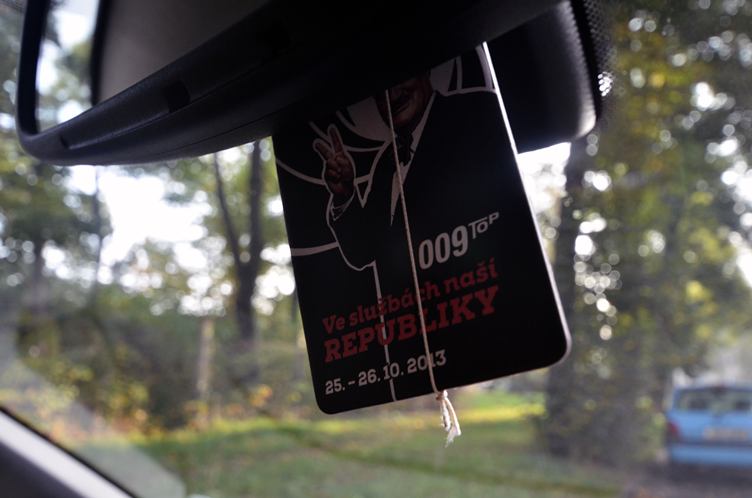 009 TOP
Ve službách naší
REPUBLIKY
25. - 26. 10. 2013